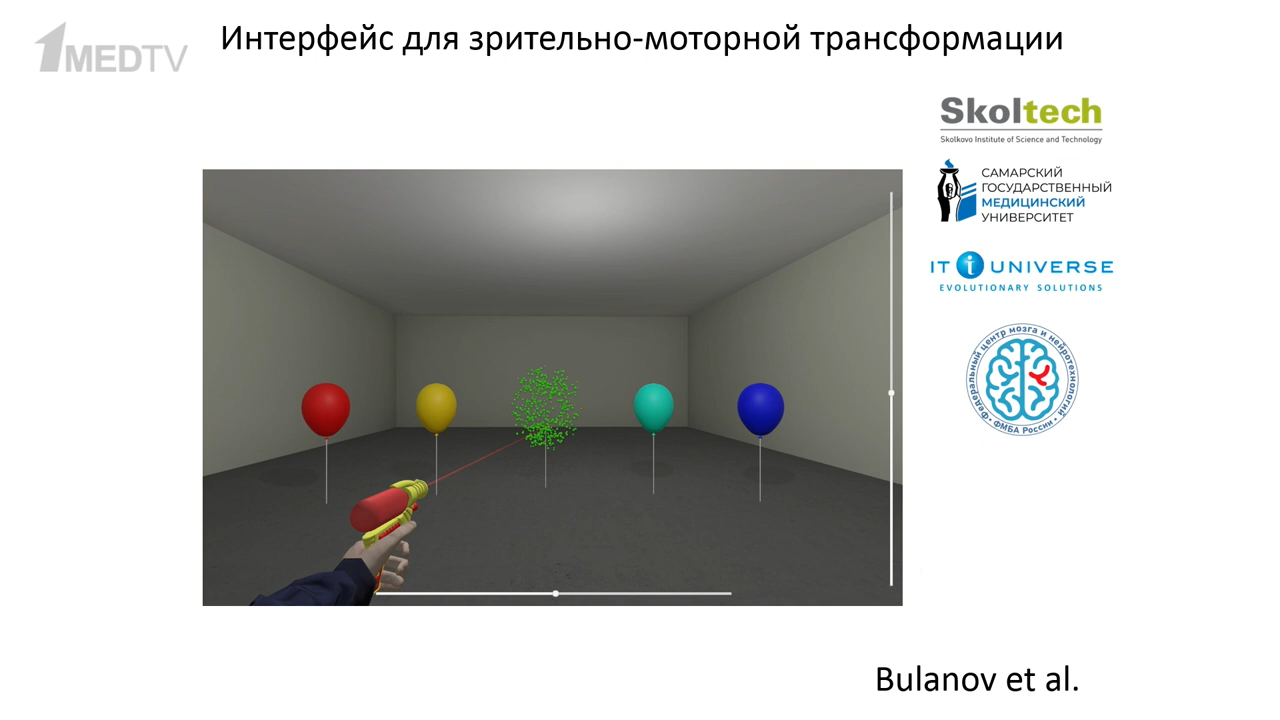 1MEDTV
Интерфейс для зрительно-моторной трансформации
Skoltech
Skolkovo Institute of Science and Technology
САМАРСКИЙ
ГОСУДАРСТВЕННЫЙ
МЕДИЦИНСКИЙ
УНИВЕРСИТЕТ
IT i UNIVERSE
EVOLUTIONARY SOLUTIONS
Федеральный центр мозга и нейротехнологий
ФМБА России
Bulanov et al.